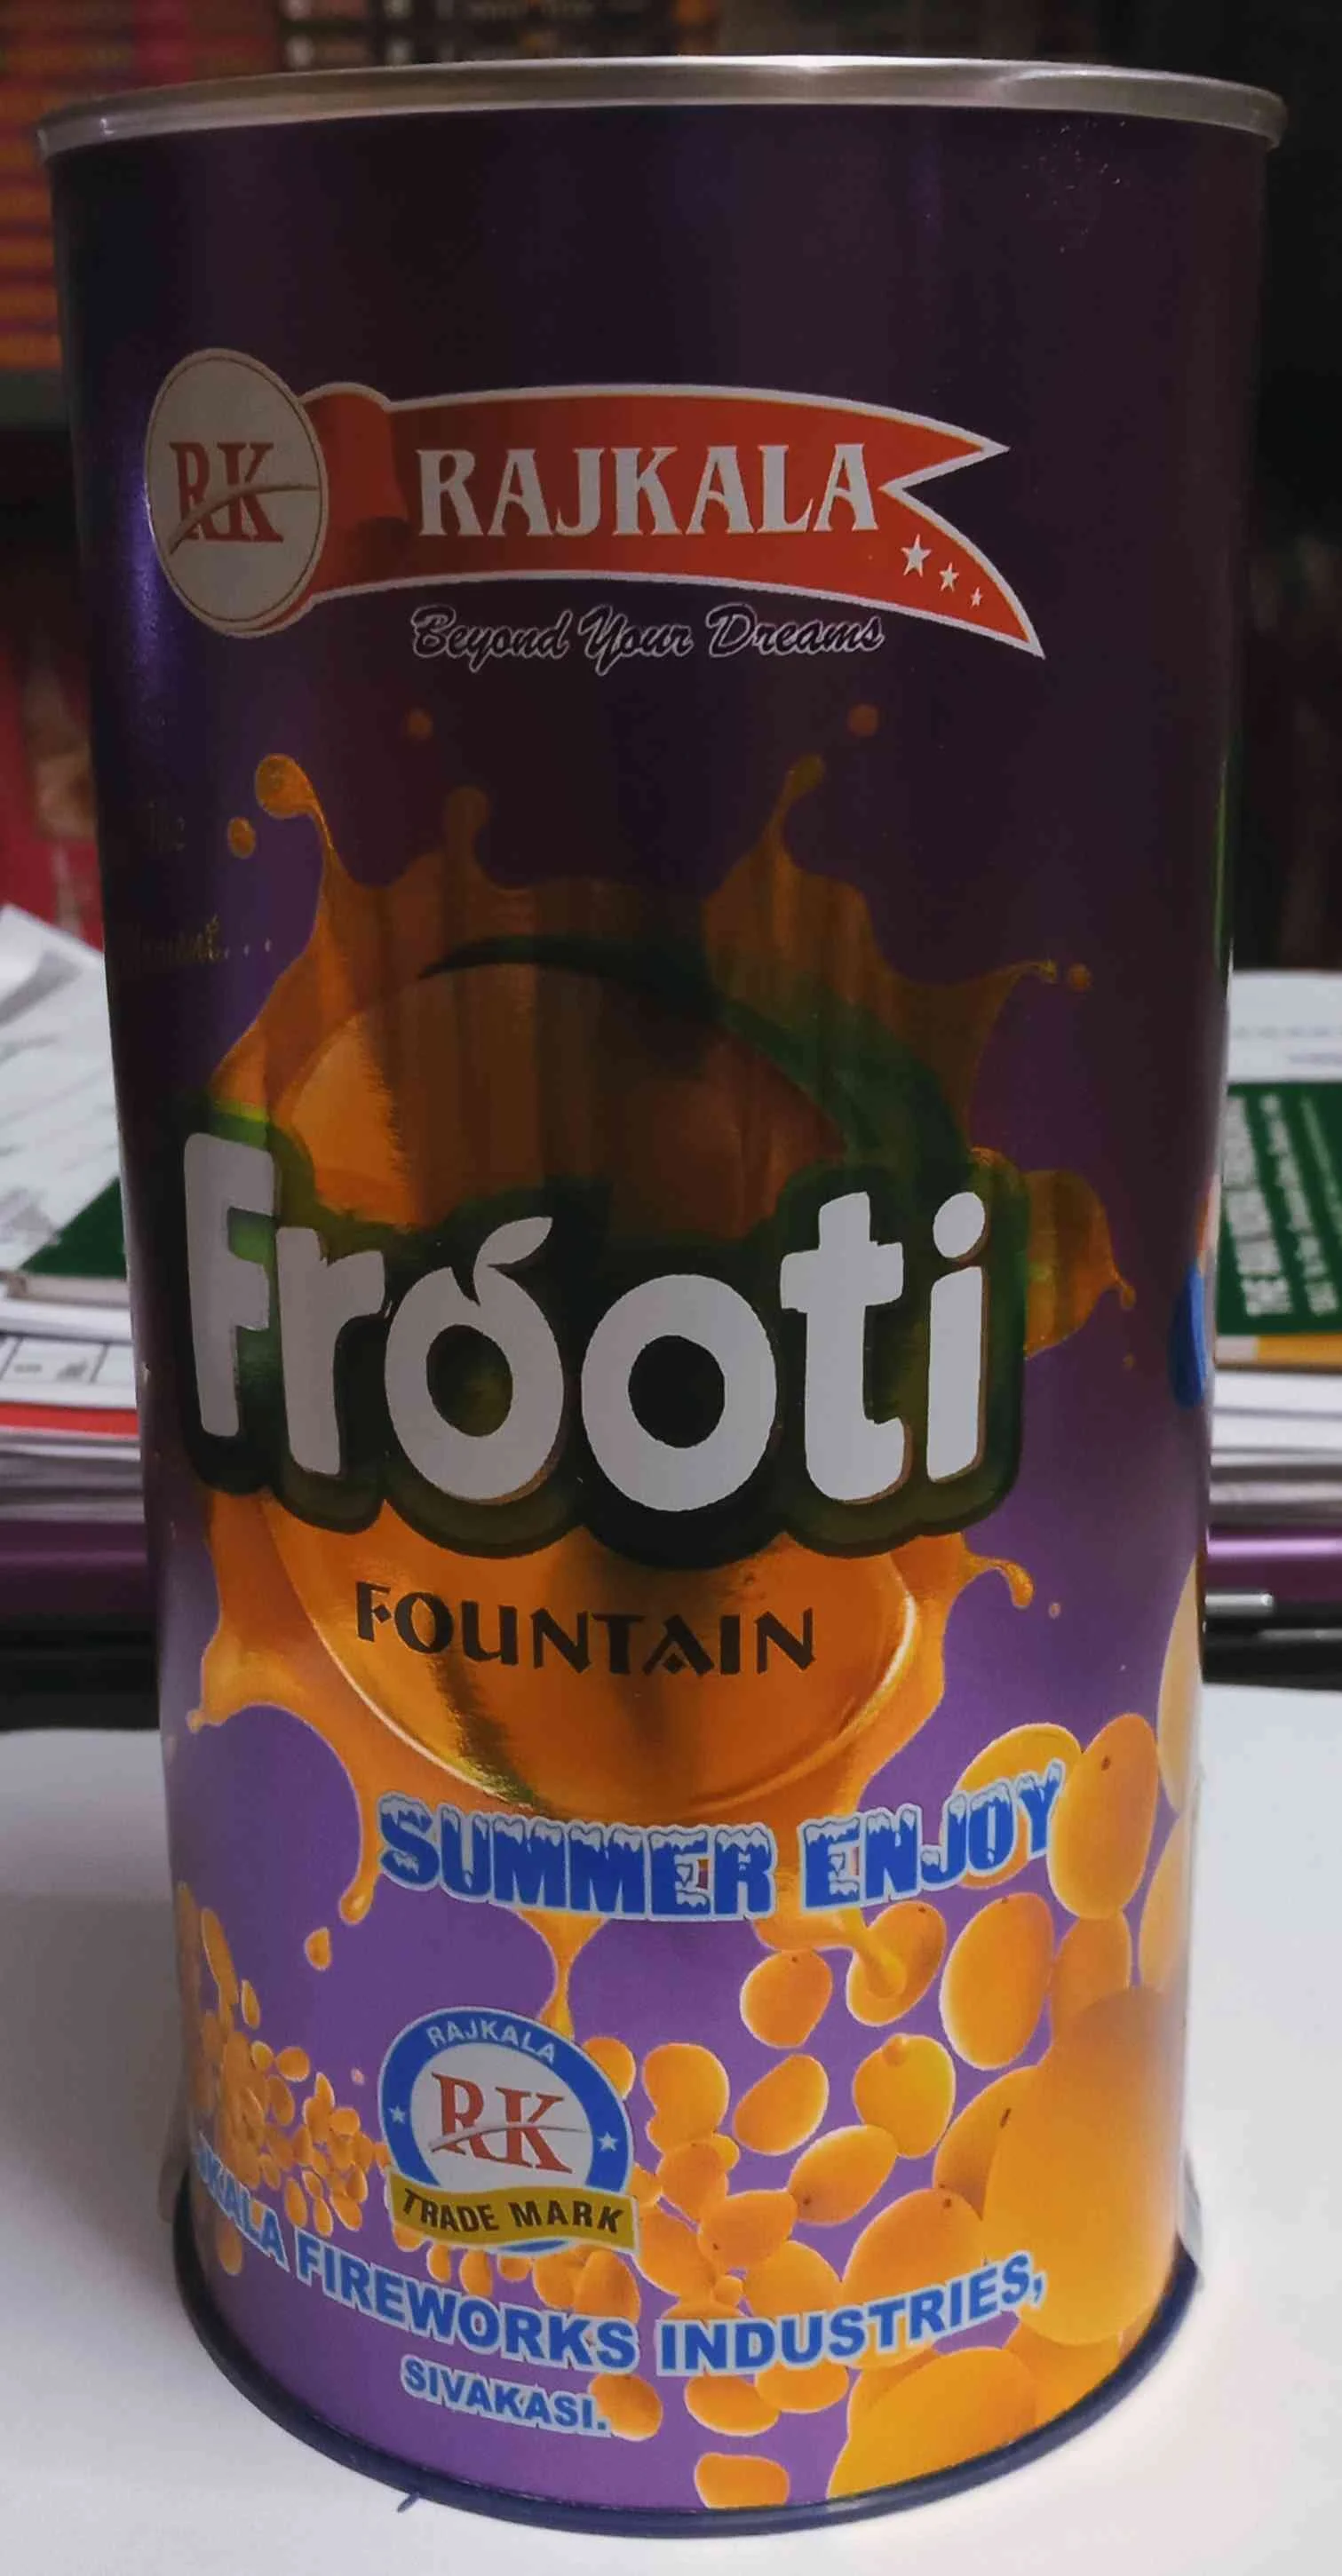 RK
RAJKALA
Beyond Your Dreams
Frooti
FOUNTAIN
SUMMER ENJOY
RAJKALA
RK
TRADE MARK
FIREWORKS INDUSTRIES,
SIVAKASI.